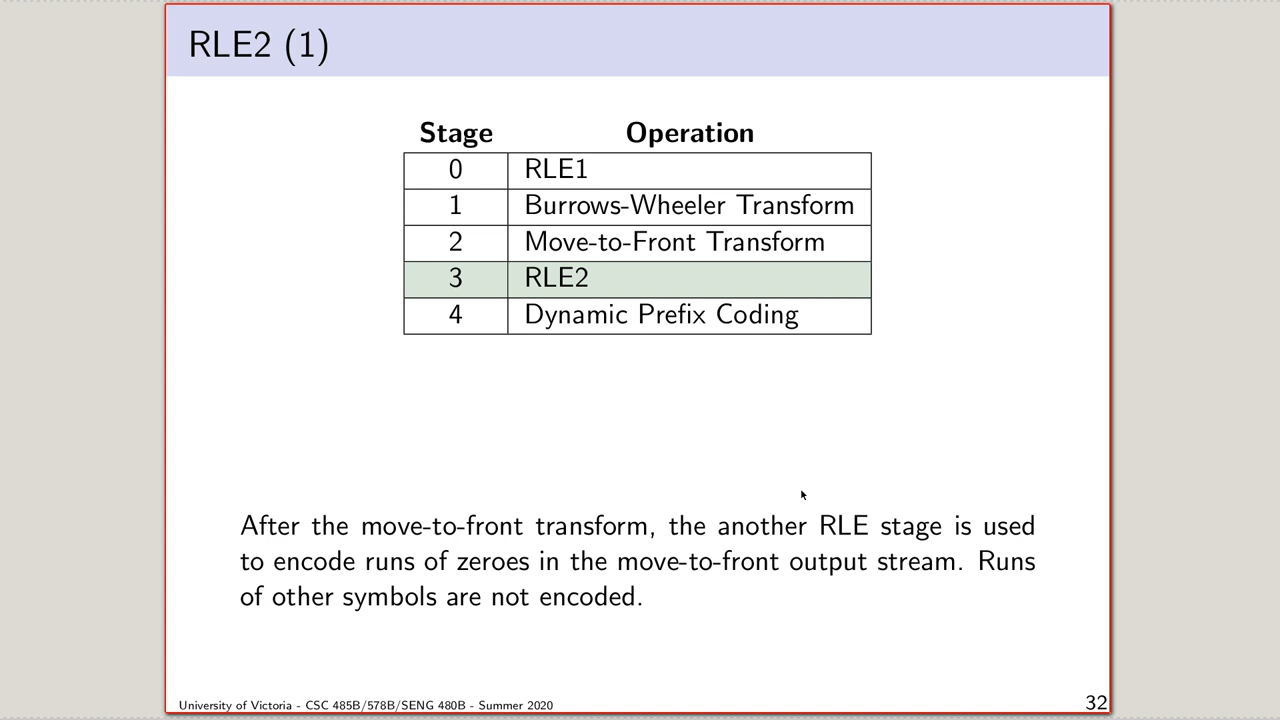 RLE2 (1)
Stage Operation
0 RLE1
1 Burrows-Wheeler Transform
2 Move-to-Front Transform
3 RLE2
4 Dynamic Prefix Coding
After the move-to-front transform, the another RLE stage is used
to encode runs of zeroes in the move-to-front output stream. Runs
of other symbols are not encoded.
University of Victoria - CSC 485B/578B/SENG 480B - Summer 2020
32